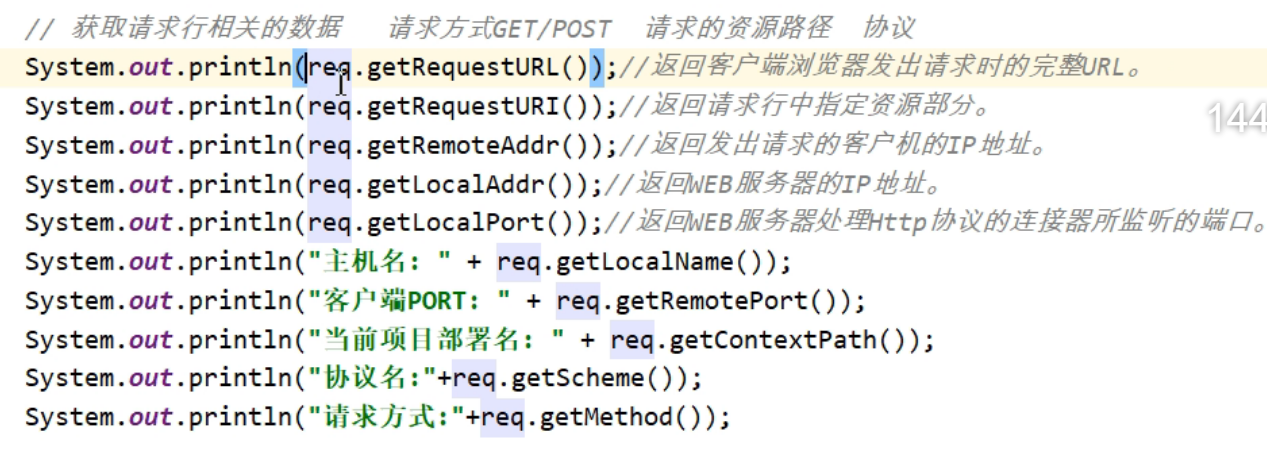 // 获取请求行相关的数据   请求方式GET/POST  请求的资源路径  协议
System.out.println(req.getRequestURL());//返回客户端浏览器发出请求时的完整URL。
System.out.println(req.getRequestURI());//返回请求行中指定资源部分。
144
System.out.println(req.getRemoteAddr());//返回发出请求的客户机的IP地址。
System.out.println(req.getLocalAddr());//返回WEB服务器的IP地址。
System.out.println(req.getLocalPort());//返回WEB服务器处理Http协议的连接器所监听的端口。
System.out.println("主机名：" + req.getLocalName());
System.out.println("客户端PORT：" + req.getRemotePort());
System.out.println("当前项目部署名：" + req.getContextPath());
System.out.println("协议名:"+req.getScheme());
System.out.println("请求方式:"+req.getMethod());